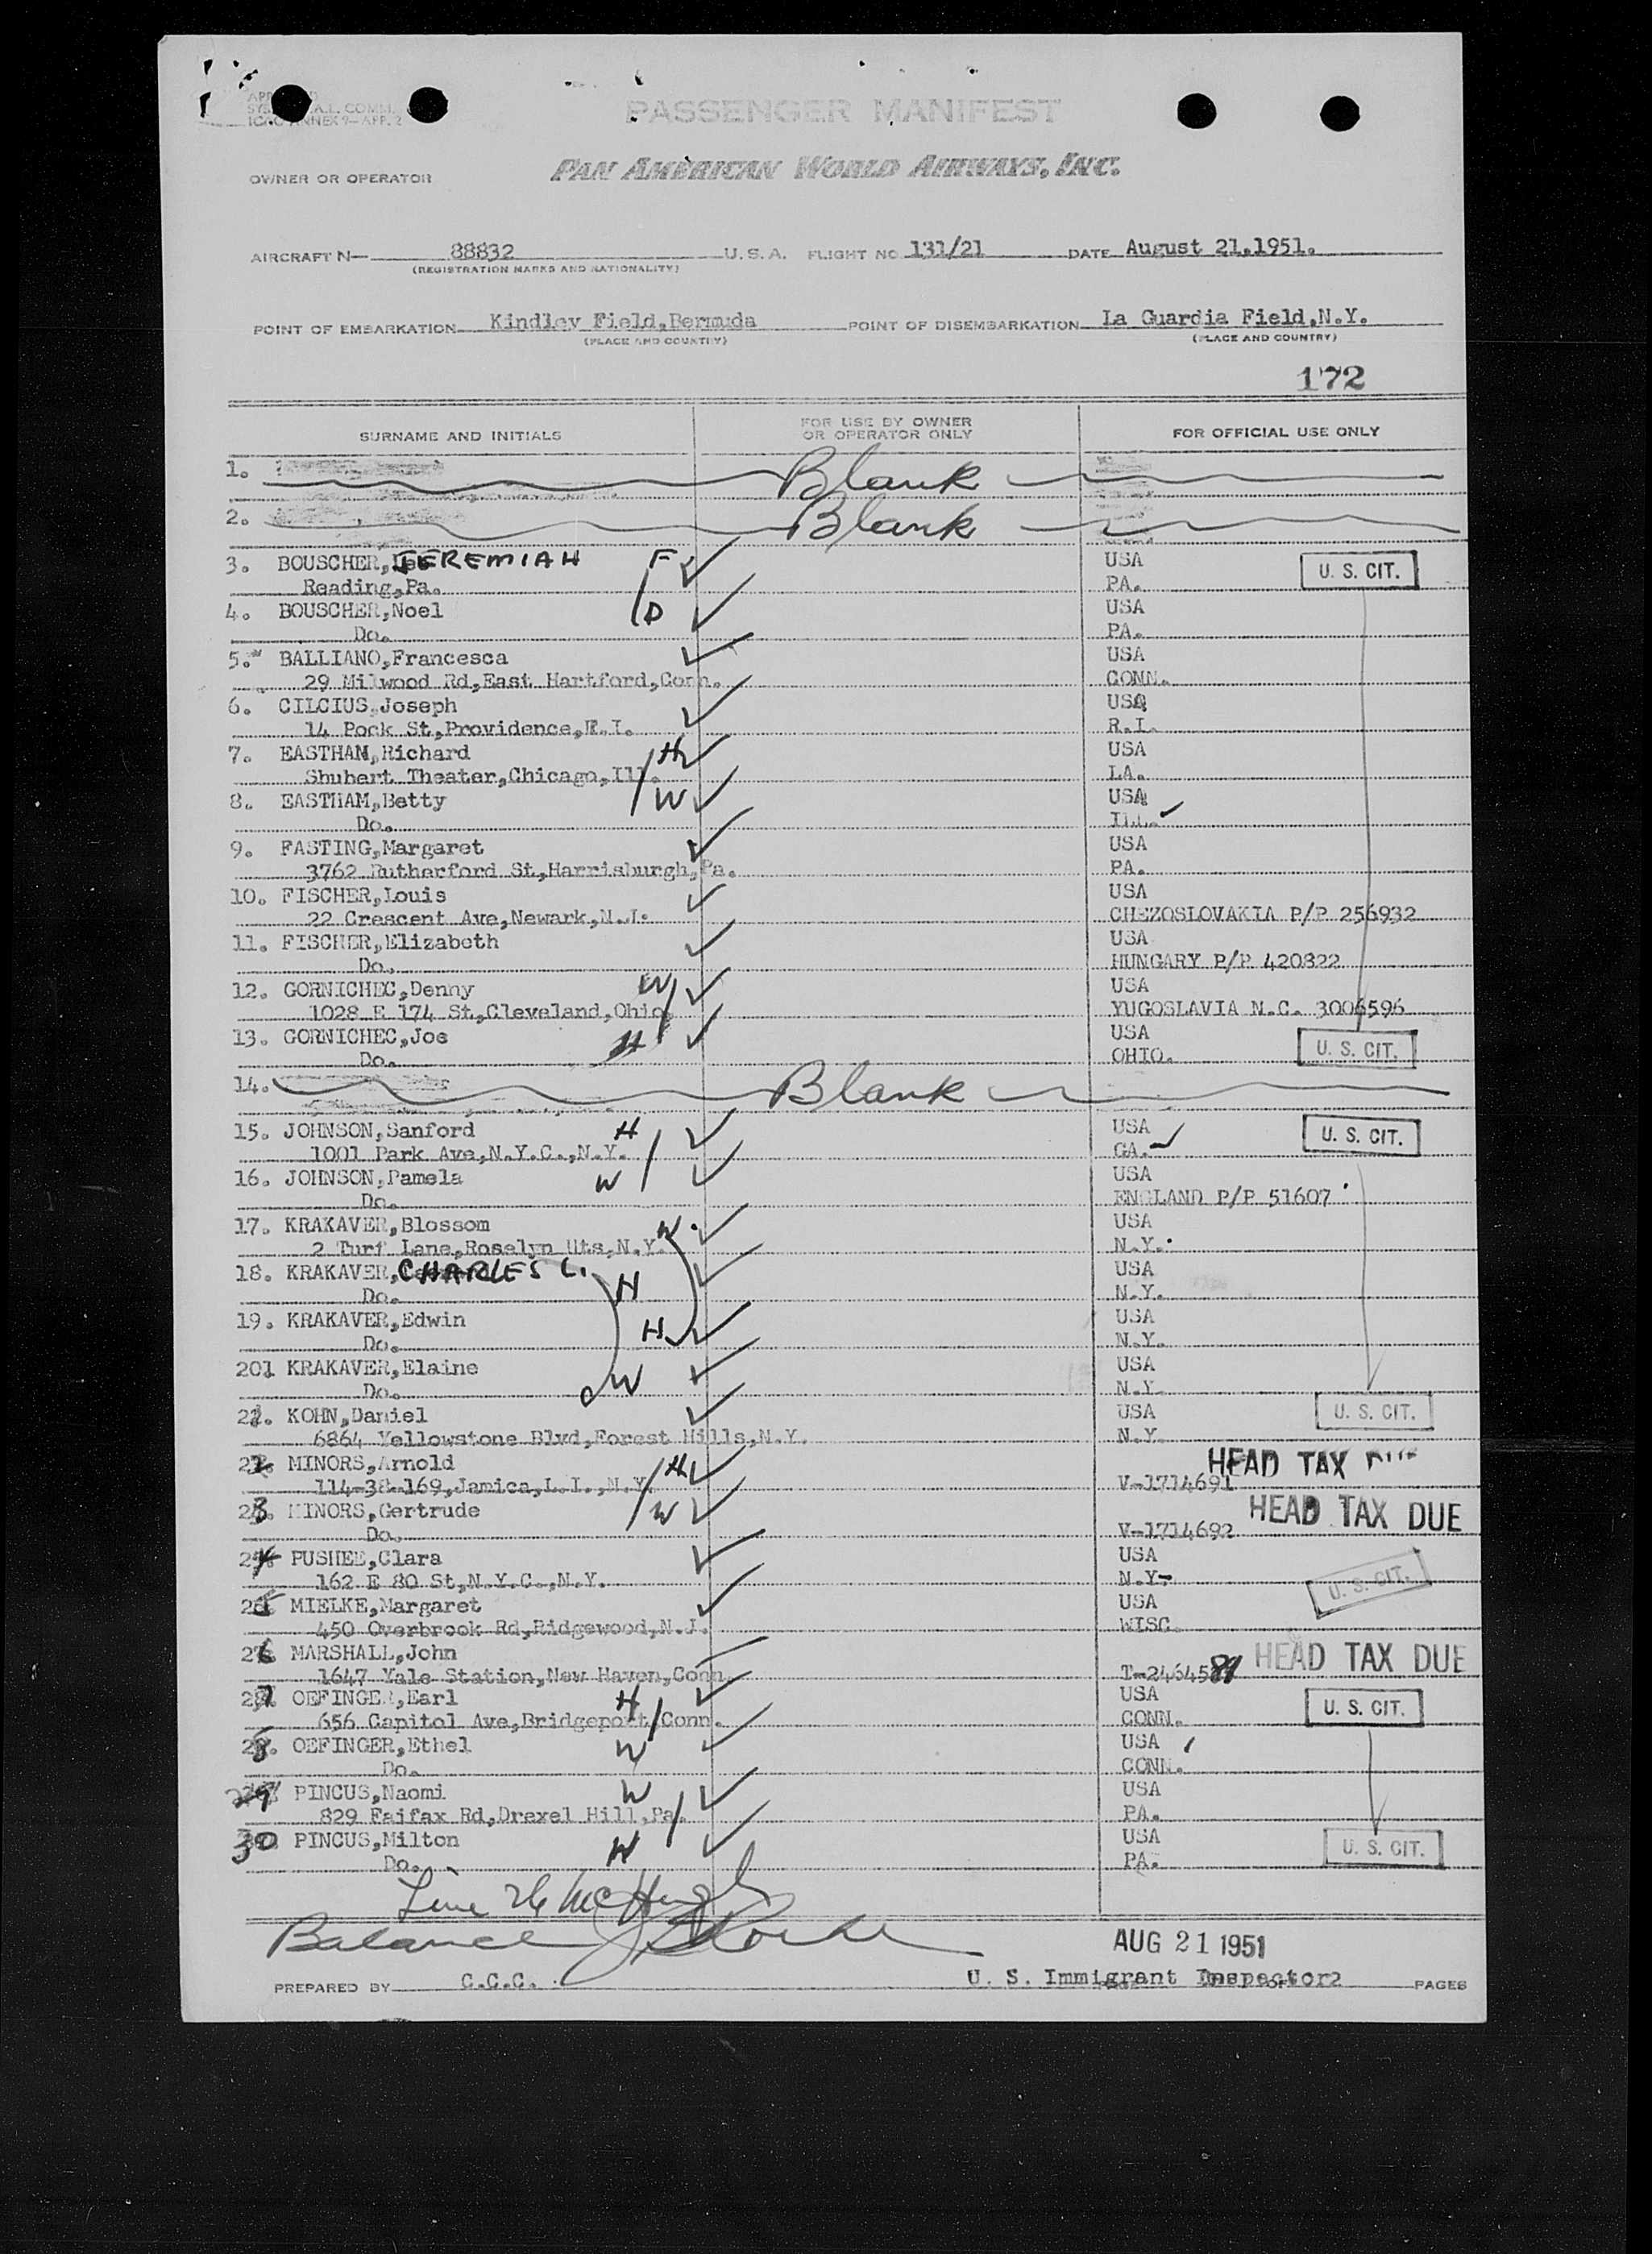 PASSENGER MANIFEST
PAN AMERICAN WORLD AIRWAYS, INC.
OWNER OR OPERATOR
AIRCRAFT N— 88832 U.S.A. FLIGHT NO 131/21 DATE August 21,1951.
(REGISTRATION MARKS AND NATIONALITY)
POINT OF EMBARKATION Kindley Field,Bermuda POINT OF DISEMBARKATION La Guardia Field,N.Y.
(PLACE AND COUNTRY) (PLACE AND COUNTRY)
172
SURNAME AND INITIALS FOR USE BY OWNER OR OPERATOR ONLY FOR OFFICIAL USE ONLY
1. Blank
2. Blank
3. BOUSCHER, JEREMIAH F USA U. S. CIT.
Reading,Pa. PA.
4. BOUSCHER,Noel D USA
Do. PA.
5. BALLIANO,Francesca USA
29 Milwood Rd,East Hartford,Conn. CONN.
6. CILCIUS,Joseph USA
14 Pock St,Providence,R.I. R.I.
7. EASTHAM,Richard H USA
Shubert Theater,Chicago,Ill. LA.
8. EASTHAM,Betty W USA
Do. ILL.
9. FASTING,Margaret USA
3762 Rutherford St,Harrisburgh,Pa. PA.
10. FISCHER,Louis USA
22 Crescent Ave,Newark,N.J. CHEZOSLOVAKIA P/P 256932
11. FISCHER,Elizabeth USA
Do. HUNGARY P/P 420822
12. GORNICHEC,Denny W USA
1028 E 174 St,Cleveland,Ohio YUGOSLAVIA N.C. 3006596
13. GORNICHEC,Joe H USA
Do. OHIO. U. S. CIT.
14. Blank
15. JOHNSON,Sanford H USA U. S. CIT.
1001 Park Ave,N.Y.C.,N.Y. GA.
16. JOHNSON,Pamela W USA
Do. ENGLAND P/P 51607
17. KRAKAVER,Blossom W USA
2 Turf Lane,Roselyn Hts,N.Y. N.Y.
18. KRAKAVER, CHARLES L. H USA
Do. N.Y.
19. KRAKAVER,Edwin H USA
Do. N.Y.
20. KRAKAVER,Elaine W USA
Do. N.Y.
21. KOHN,Daniel USA U. S. CIT.
6864 Yellowstone Blvd,Forest Hills,N.Y. N.Y.
22 MINORS,Arnold H HEAD TAX DUE
114-38-169,Jamica,L.I.,N.Y. V-1714691
23. MINORS,Gertrude W HEAD TAX DUE
Do. V-1714692
24 PUSHEE,Clara USA
162 E 80 St,N.Y.C.,N.Y. N.Y. U. S. CIT.
25 MIELKE,Margaret USA
450 Overbrook Rd,Ridgewood,N.J. WISC.
26 MARSHALL,John HEAD TAX DUE
1647 Yale Station,New Haven,Conn.
27 OEFINGER,Earl H USA U. S. CIT.
656 Capitol Ave,Bridgeport,Conn. CONN.
28. OEFINGER,Ethel W USA
Do. CONN.
29 PINCUS,Naomi W USA
829 Faifax Rd,Drexel Hill,Pa. PA.
30 PINCUS,Milton H USA U. S. CIT.
Do. PA.
Line 26 McHugh
Balance
AUG 21 1951
PREPARED BY C.C.C. U. S. Immigrant Inspector 2 PAGES